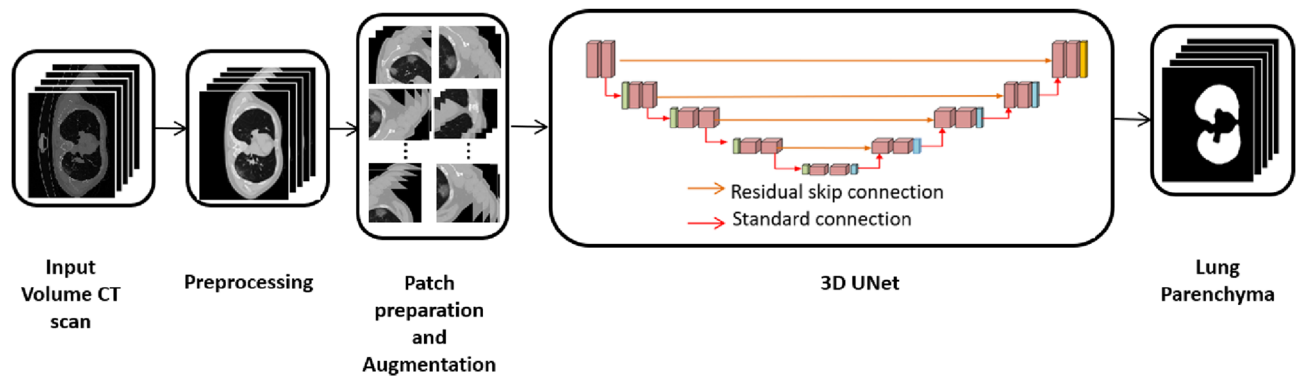 Residual skip connection
Standard connection
Input
Volume CT
scan
Preprocessing
Patch
preparation
and
Augmentation
3D UNet
Lung
Parenchyma